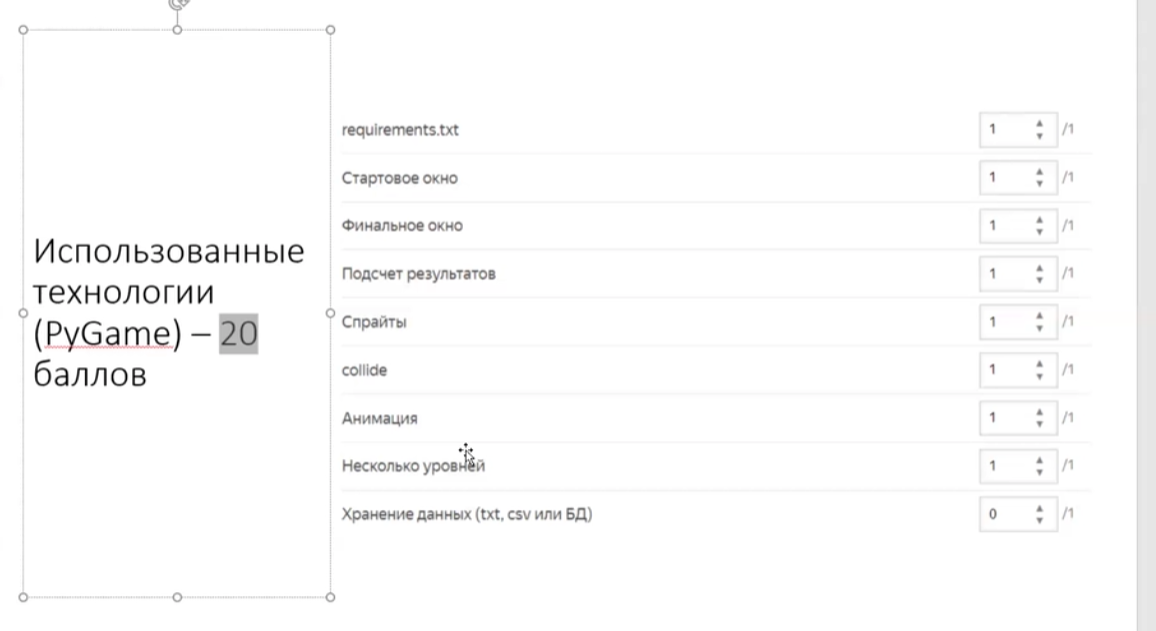 Использованные
технологии
(PyGame) – 20
баллов
requirements.txt 1 /1
Стартовое окно 1 /1
Финальное окно 1 /1
Подсчет результатов 1 /1
Спрайты 1 /1
collide 1 /1
Анимация 1 /1
Несколько уровней 1 /1
Хранение данных (txt, csv или БД) 0 /1